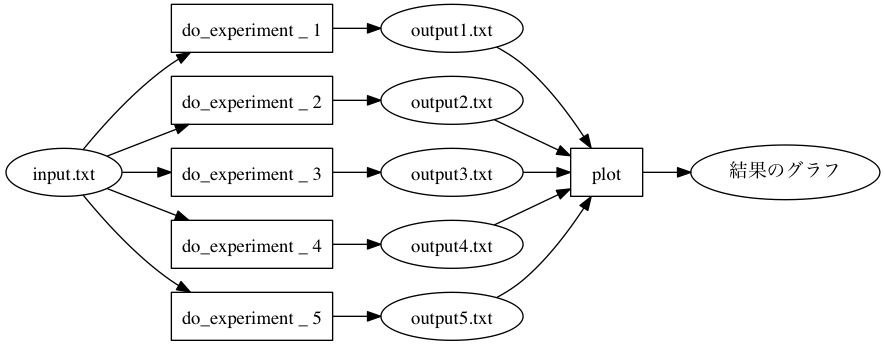 do_experiment _ 1
output1.txt
do_experiment _ 2
output2.txt
input.txt
do_experiment _ 3
output3.txt
plot
結果のグラフ
do_experiment _ 4
output4.txt
do_experiment _ 5
output5.txt